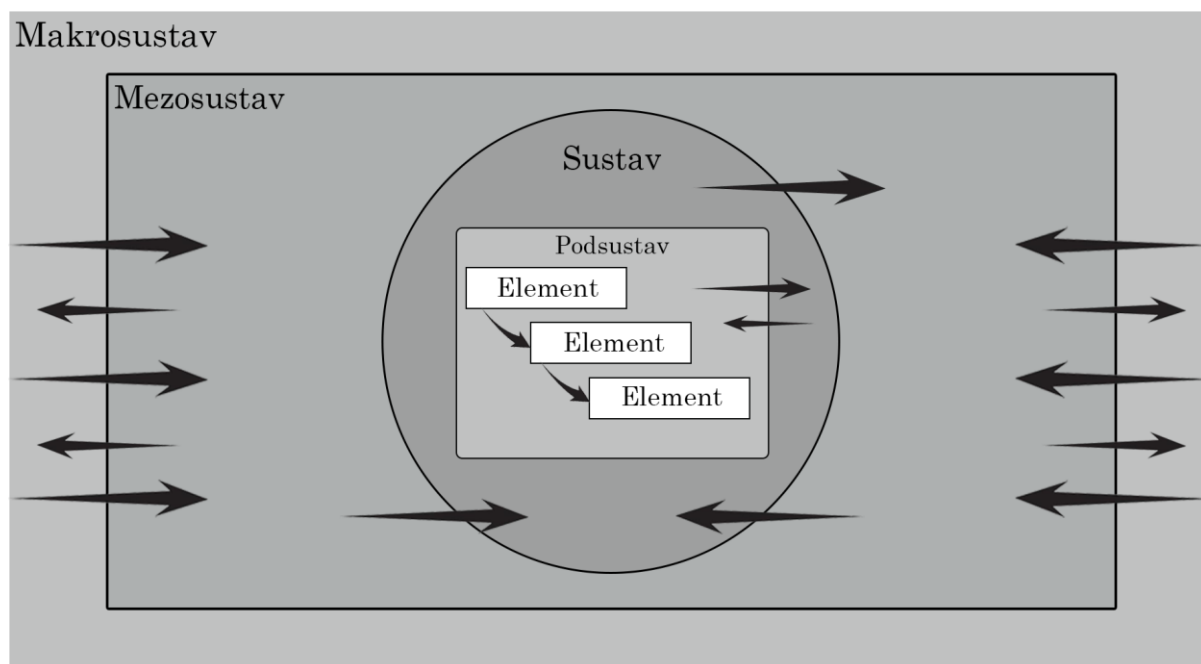 Makrosustav
Mezosustav
Sustav
Podsustav
Element
Element
Element